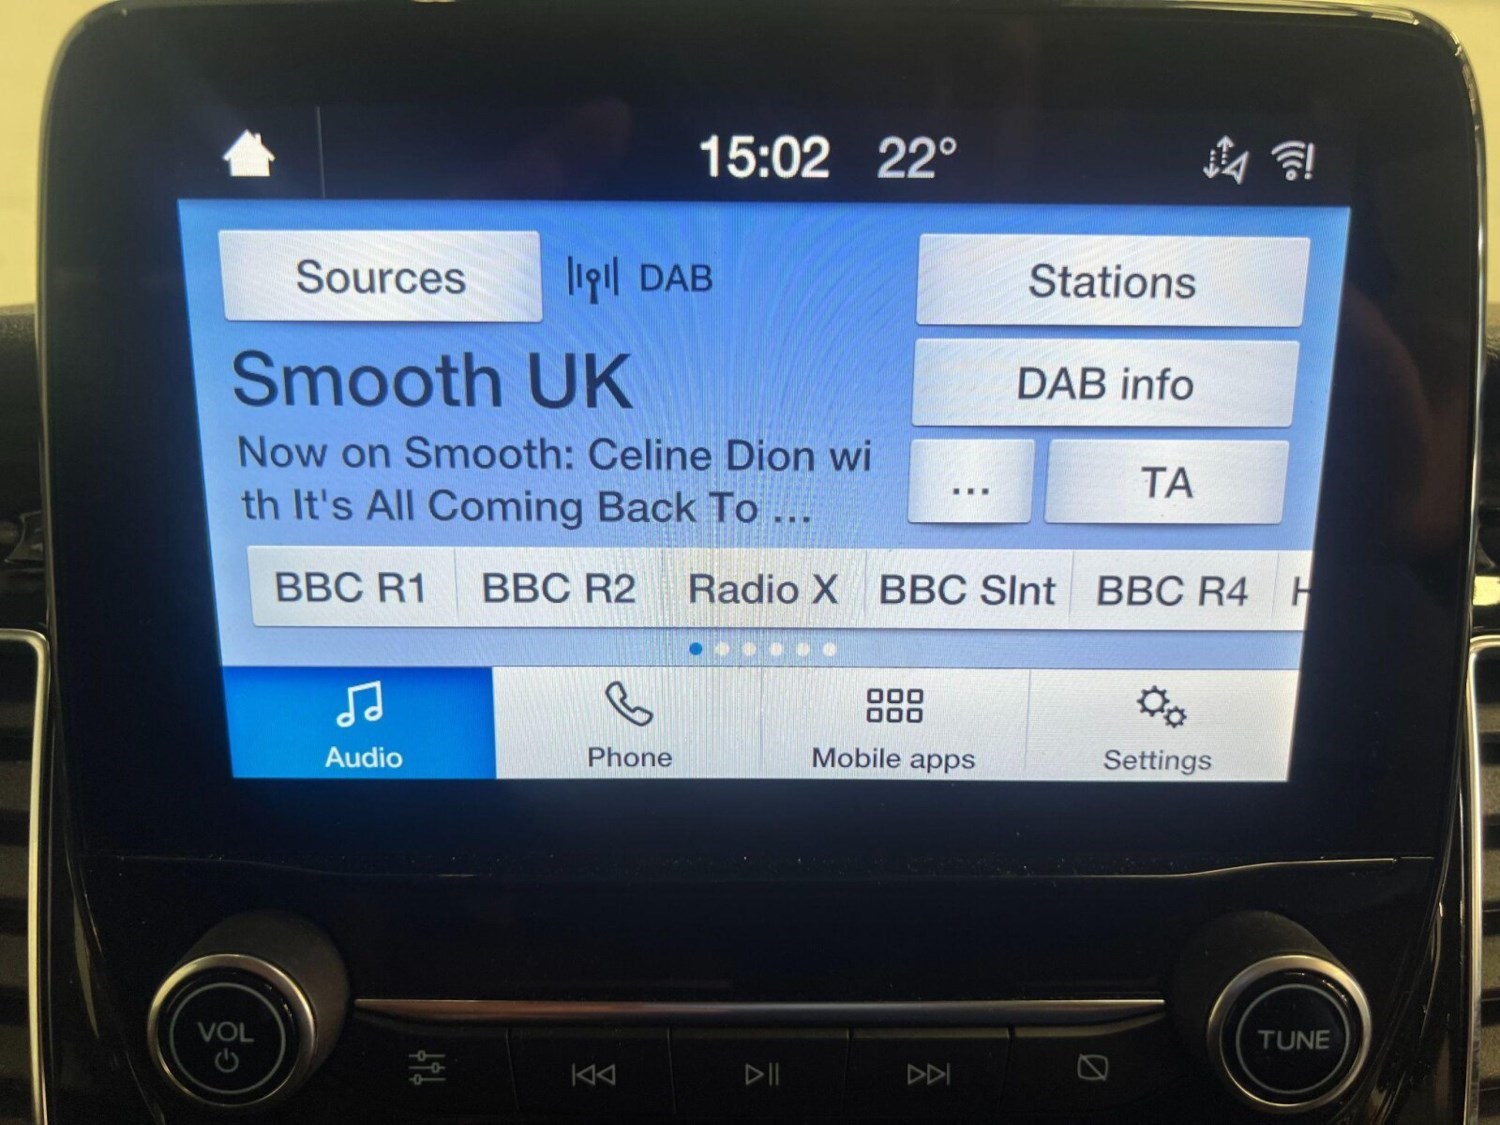 15:02 22°
Sources DAB Stations
Smooth UK
DAB info
Now on Smooth: Celine Dion wi
th It's All Coming Back To ...
... TA
BBC R1 BBC R2 Radio X BBC SInt BBC R4 H
Audio Phone Mobile apps Settings
VOL
TUNE